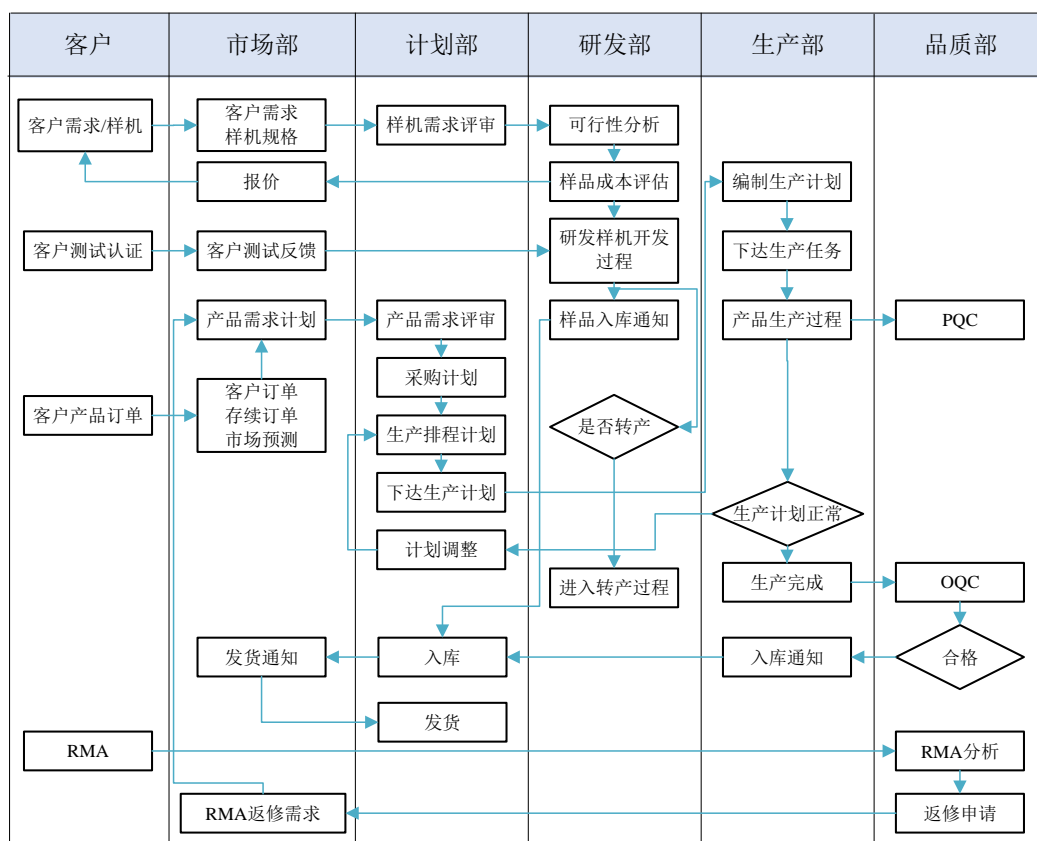 客户
市场部
计划部
研发部
生产部
品质部
客户需求/样机
客户需求
样机规格
样机需求评审
可行性分析
报价
样品成本评估
编制生产计划
客户测试认证
客户测试反馈
研发样机开发
过程
下达生产任务
产品需求计划
产品需求评审
样品入库通知
产品生产过程
PQC
采购计划
客户产品订单
客户订单
存续订单
市场预测
生产排程计划
是否转产
下达生产计划
生产计划正常
计划调整
进入转产过程
生产完成
OQC
发货通知
入库
入库通知
合格
发货
RMA
RMA分析
RMA返修需求
返修申请